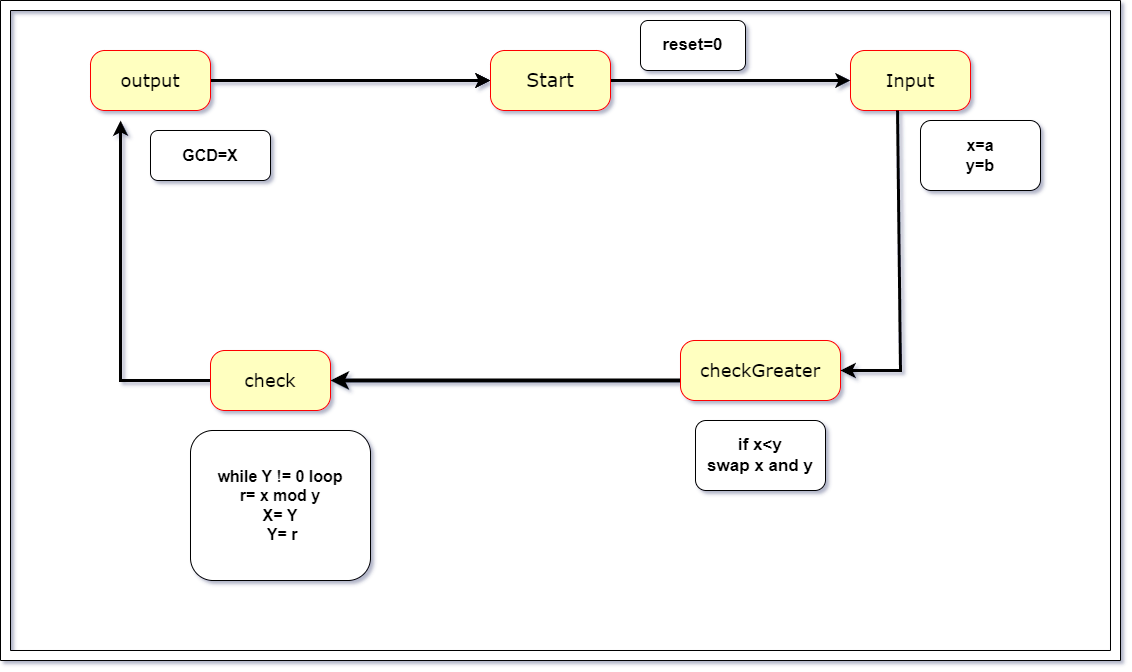 output
Start
reset=0
Input
GCD=X
x=a
y=b
check
checkGreater
while Y != 0 loop
r= x mod y
X= Y
Y= r
if x<y
swap x and y